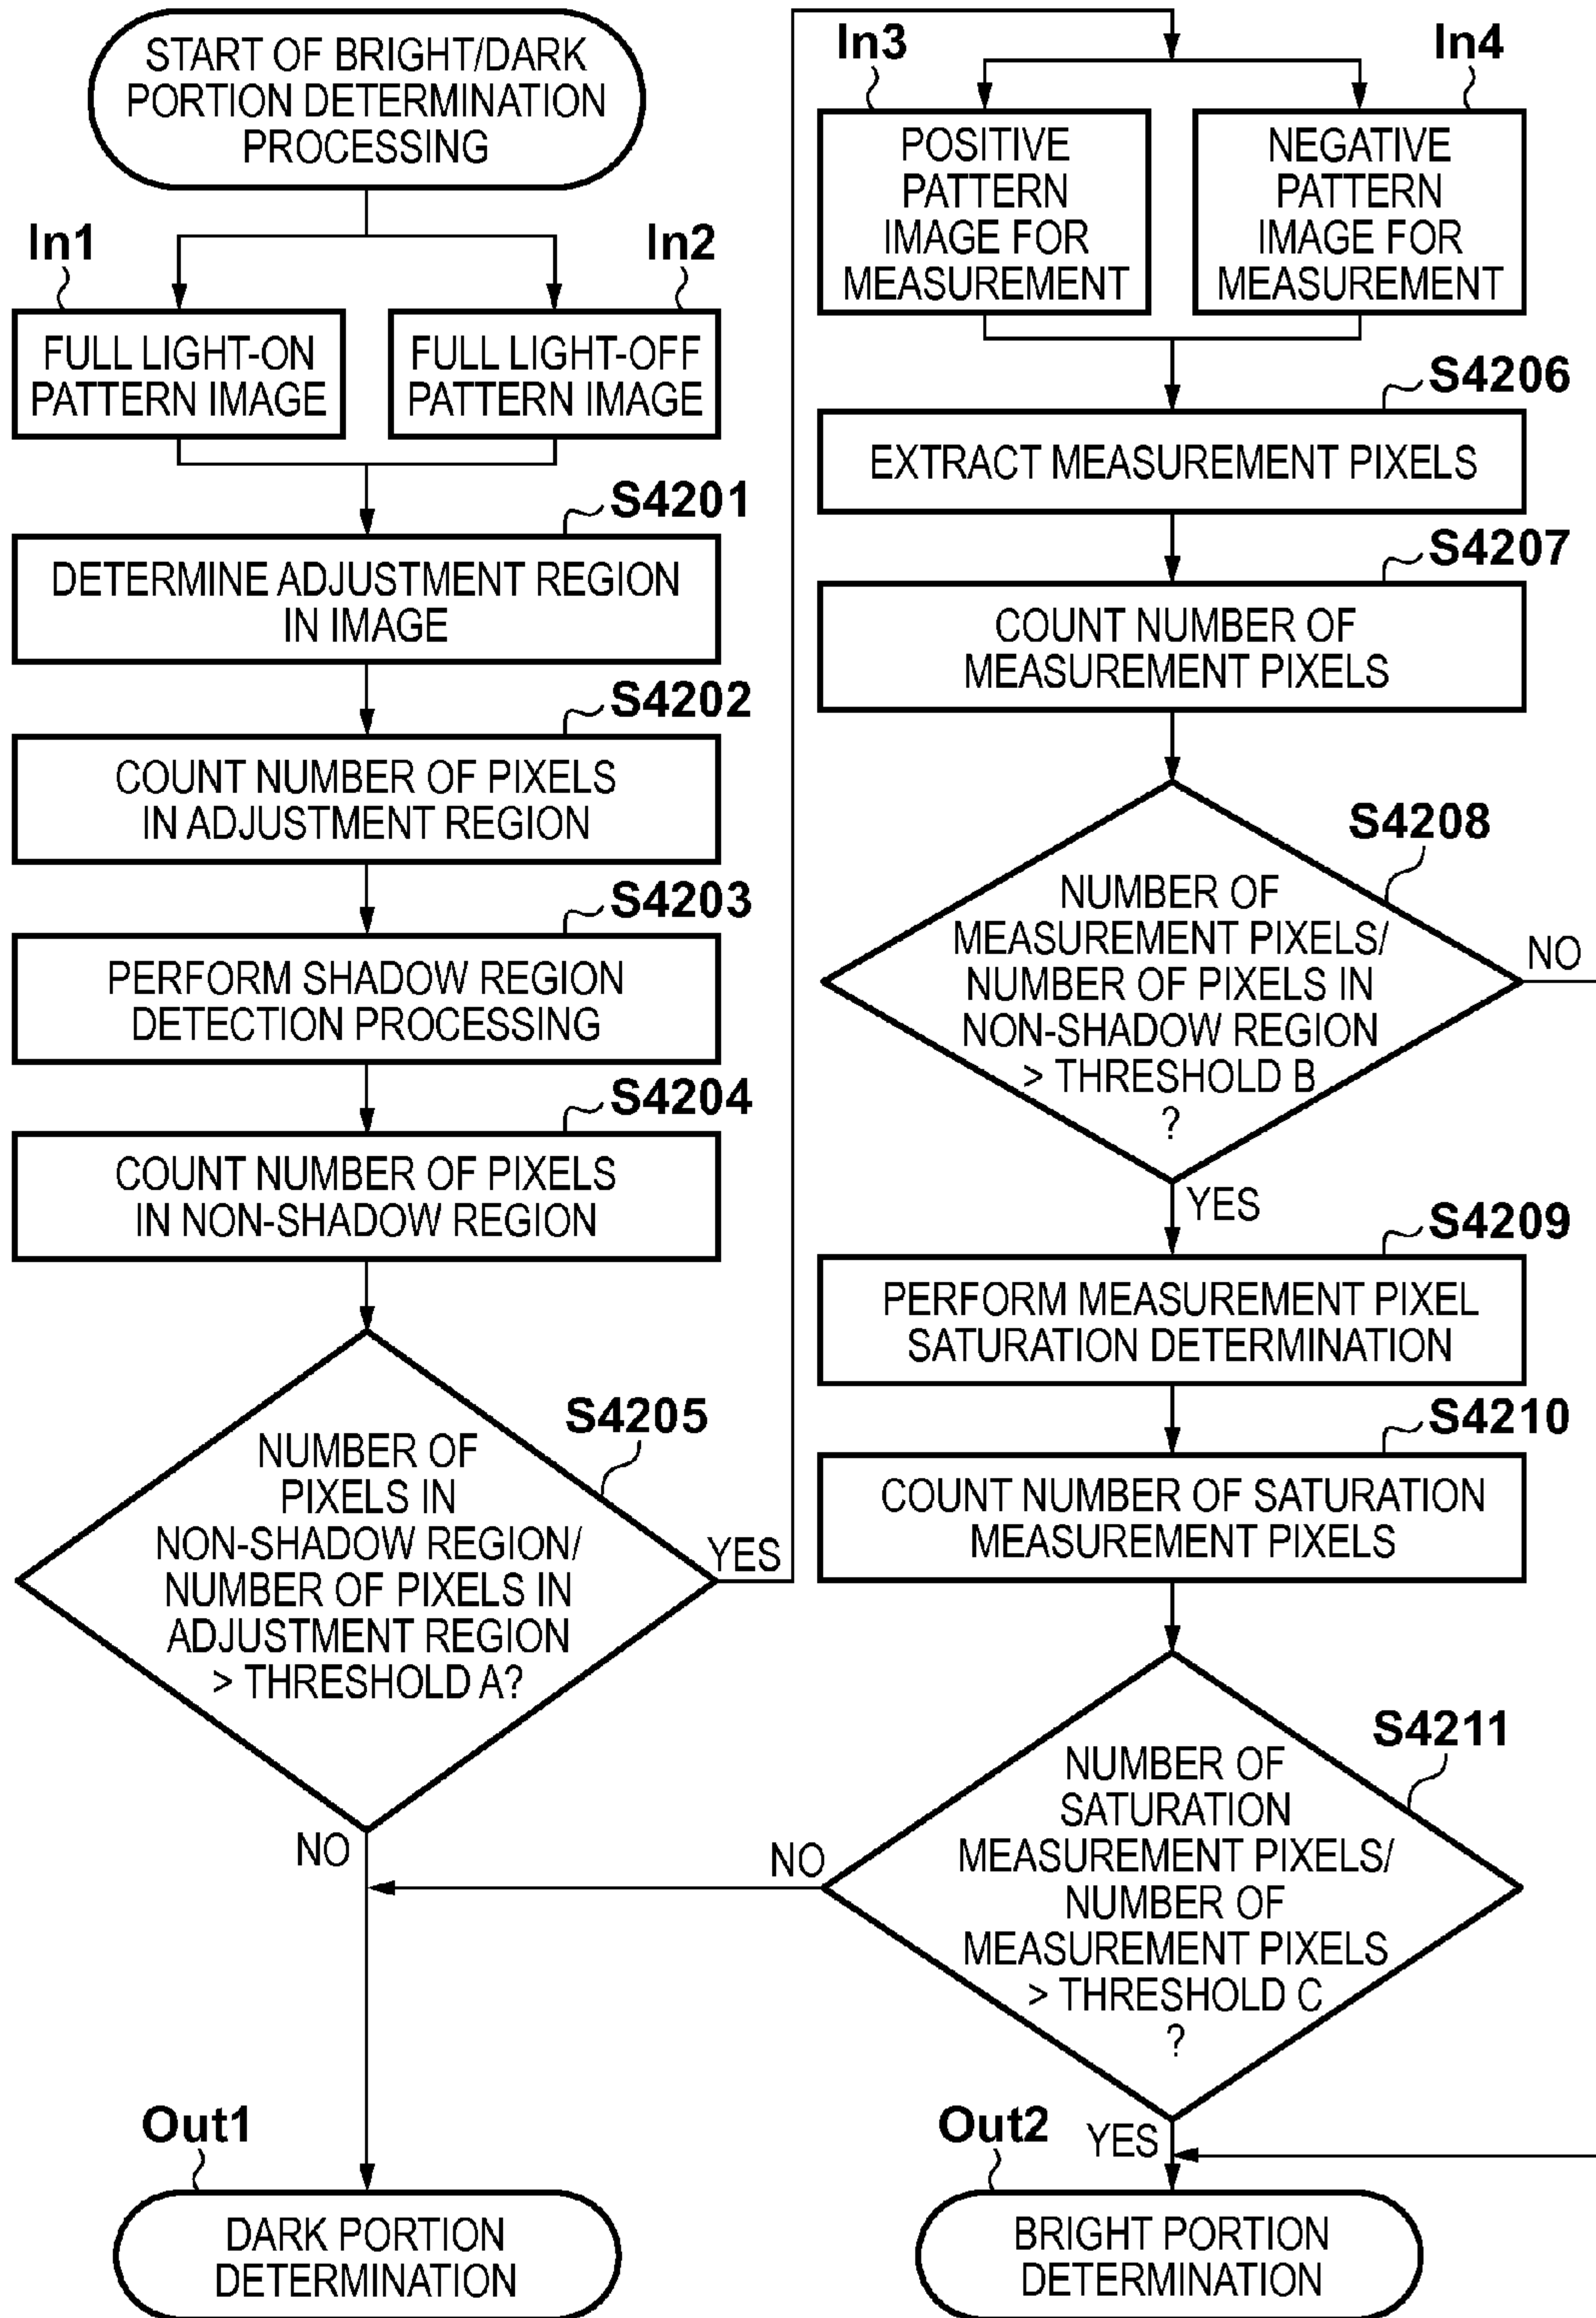 START OF BRIGHT/DARK
PORTION DETERMINATION
PROCESSING
In1
In2
FULL LIGHT-ON
PATTERN IMAGE
FULL LIGHT-OFF
PATTERN IMAGE
S4201
DETERMINE ADJUSTMENT REGION
IN IMAGE
S4202
COUNT NUMBER OF PIXELS
IN ADJUSTMENT REGION
S4203
PERFORM SHADOW REGION
DETECTION PROCESSING
S4204
COUNT NUMBER OF PIXELS
IN NON-SHADOW REGION
S4205
NUMBER OF
PIXELS IN
NON-SHADOW REGION/
NUMBER OF PIXELS IN
ADJUSTMENT REGION
> THRESHOLD A?
YES
NO
In3
In4
POSITIVE
PATTERN
IMAGE FOR
MEASUREMENT
NEGATIVE
PATTERN
IMAGE FOR
MEASUREMENT
S4206
EXTRACT MEASUREMENT PIXELS
S4207
COUNT NUMBER OF
MEASUREMENT PIXELS
S4208
NUMBER OF
MEASUREMENT PIXELS/
NUMBER OF PIXELS IN
NON-SHADOW REGION
> THRESHOLD B
?
NO
YES
S4209
PERFORM MEASUREMENT PIXEL
SATURATION DETERMINATION
S4210
COUNT NUMBER OF SATURATION
MEASUREMENT PIXELS
S4211
NUMBER OF
SATURATION
MEASUREMENT PIXELS/
NUMBER OF
MEASUREMENT PIXELS
> THRESHOLD C
?
NO
YES
Out1
DARK PORTION
DETERMINATION
Out2
BRIGHT PORTION
DETERMINATION